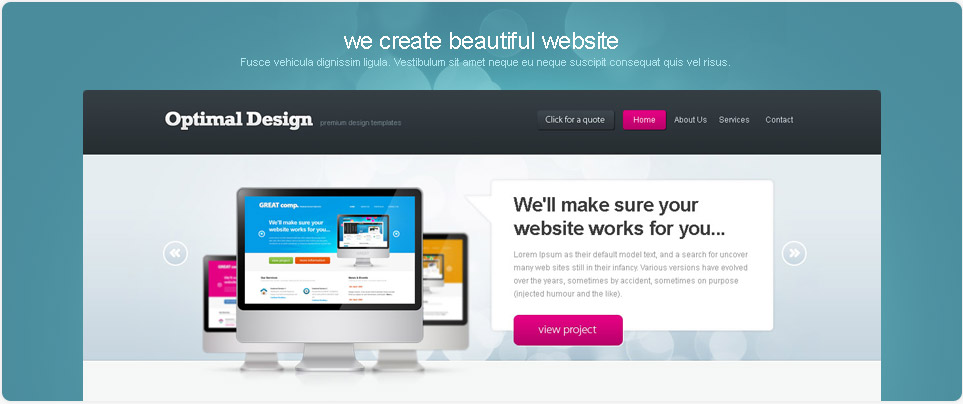 we create beautiful website
Fusce vehicula dignissim ligula. Vestibulum sit amet neque eu neque suscipit consequat quis vel risus.
Optimal Design premium design templates
Click for a quote Home About Us Services Contact
We'll make sure your
website works for you...
Lorem Ipsum as their default model text, and a search for uncover
many web sites still in their infancy. Various versions have evolved
over the years, sometimes by accident, sometimes on purpose
(injected humour and the like).
view project
GREAT comp.
We'll make sure your
website works for you...
Our Services